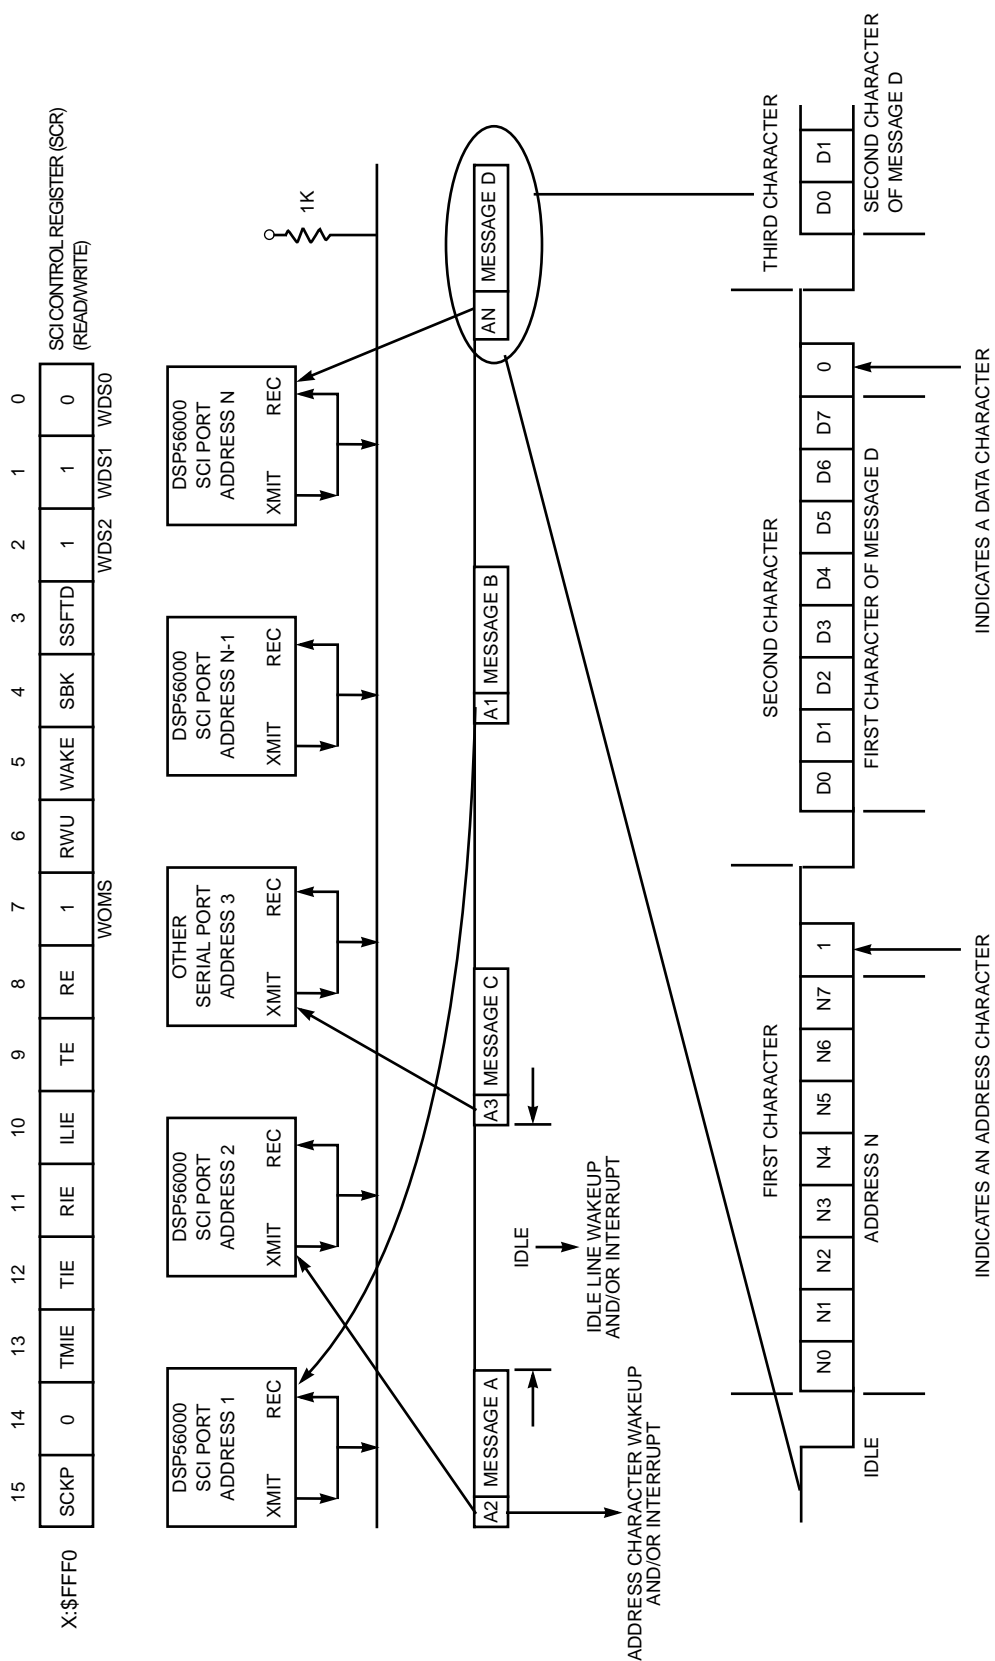 15 14 13 12 11 10 9 8 7 6 5 4 3 2 1 0
X:$FFF0 SCKP 0 TMIE TIE RIE ILIE TE RE 1 RWU WAKE SBK SSFTD 1 1 0
SCI CONTROL REGISTER (SCR)
(READ/WRITE)
WOMS WDS2 WDS1 WDS0
DSP56000
SCI PORT
ADDRESS 1
XMIT REC
DSP56000
SCI PORT
ADDRESS 2
XMIT REC
OTHER
SERIAL PORT
ADDRESS 3
XMIT REC
DSP56000
SCI PORT
ADDRESS N-1
XMIT REC
DSP56000
SCI PORT
ADDRESS N
XMIT REC
1K
A2 MESSAGE A
A3 MESSAGE C
A1 MESSAGE B
AN MESSAGE D
IDLE
IDLE LINE WAKEUP
AND/OR INTERRUPT
ADDRESS CHARACTER WAKEUP
AND/OR INTERRUPT
FIRST CHARACTER
SECOND CHARACTER
THIRD CHARACTER
N0 N1 N2 N3 N4 N5 N6 N7 1
D0 D1 D2 D3 D4 D5 D6 D7 0
D0 D1
IDLE
ADDRESS N
FIRST CHARACTER OF MESSAGE D
SECOND CHARACTER
OF MESSAGE D
INDICATES AN ADDRESS CHARACTER
INDICATES A DATA CHARACTER